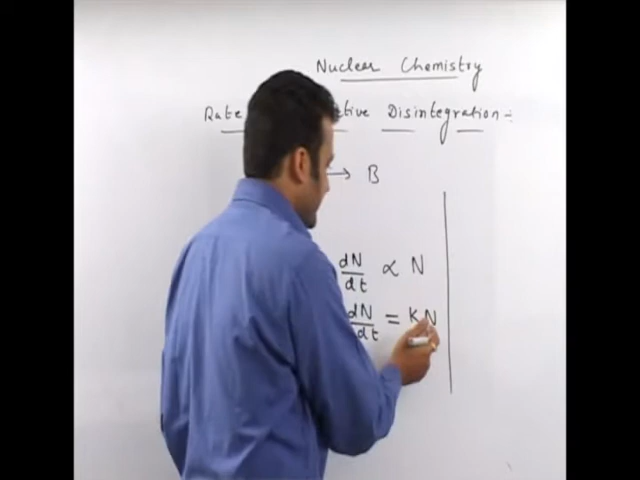 Nuclear Chemistry
Rate tive Disintegration :-
→ B
dN/dt ∝ N
dN/dt = KN